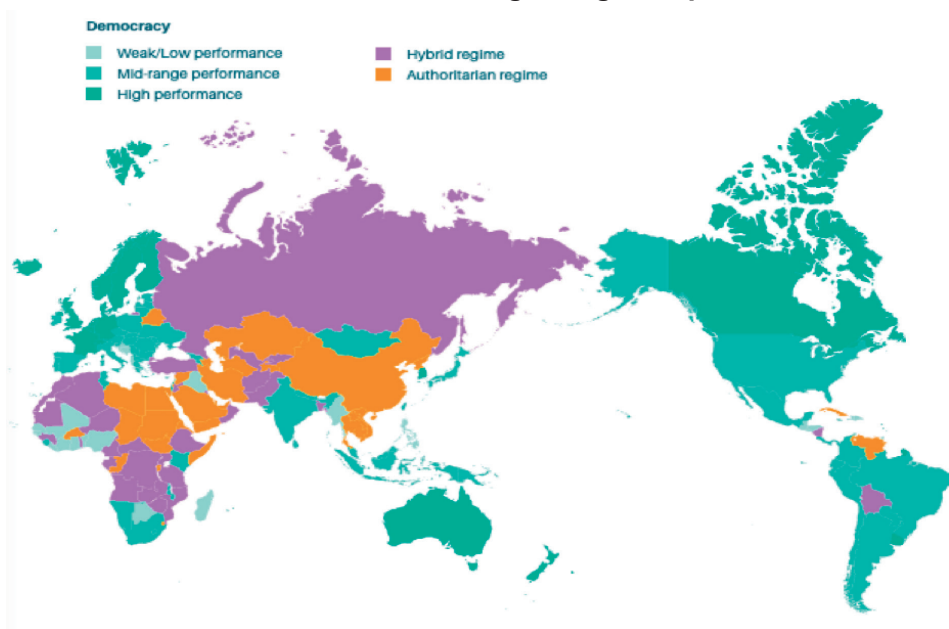 Democracy
Weak/Low performance
Mid-range performance
High performance
Hybrid regime
Authoritarian regime